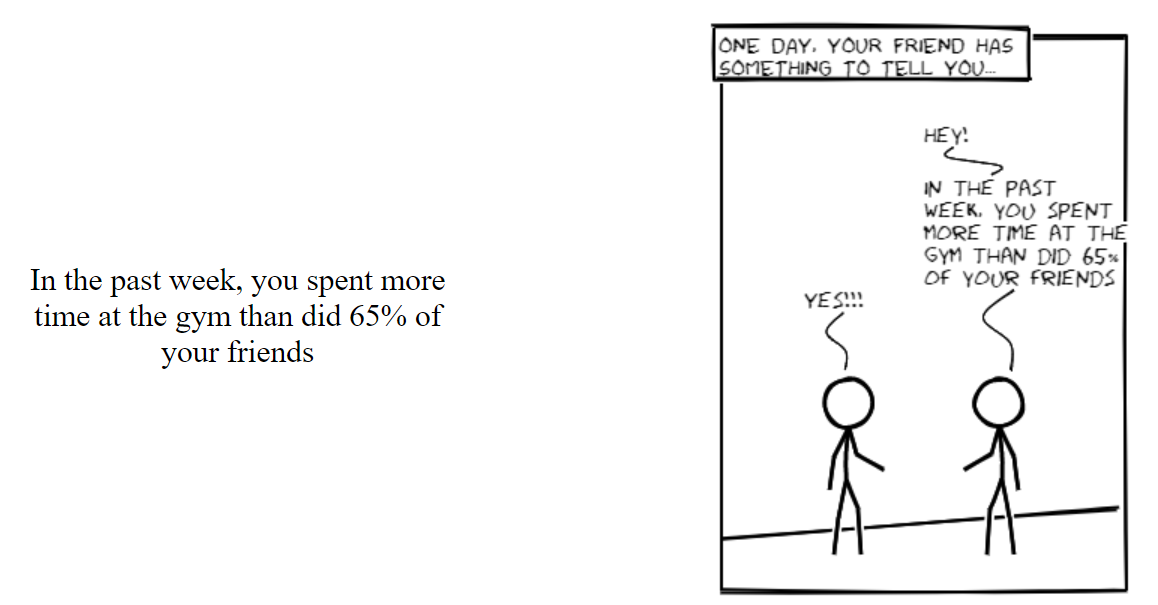 In the past week, you spent more
time at the gym than did 65% of
your friends
ONE DAY, YOUR FRIEND HAS
SOMETHING TO TELL YOU...
HEY!
IN THE PAST
WEEK, YOU SPENT
MORE TIME AT THE
GYM THAN DID 65%
OF YOUR FRIENDS
YES!!!